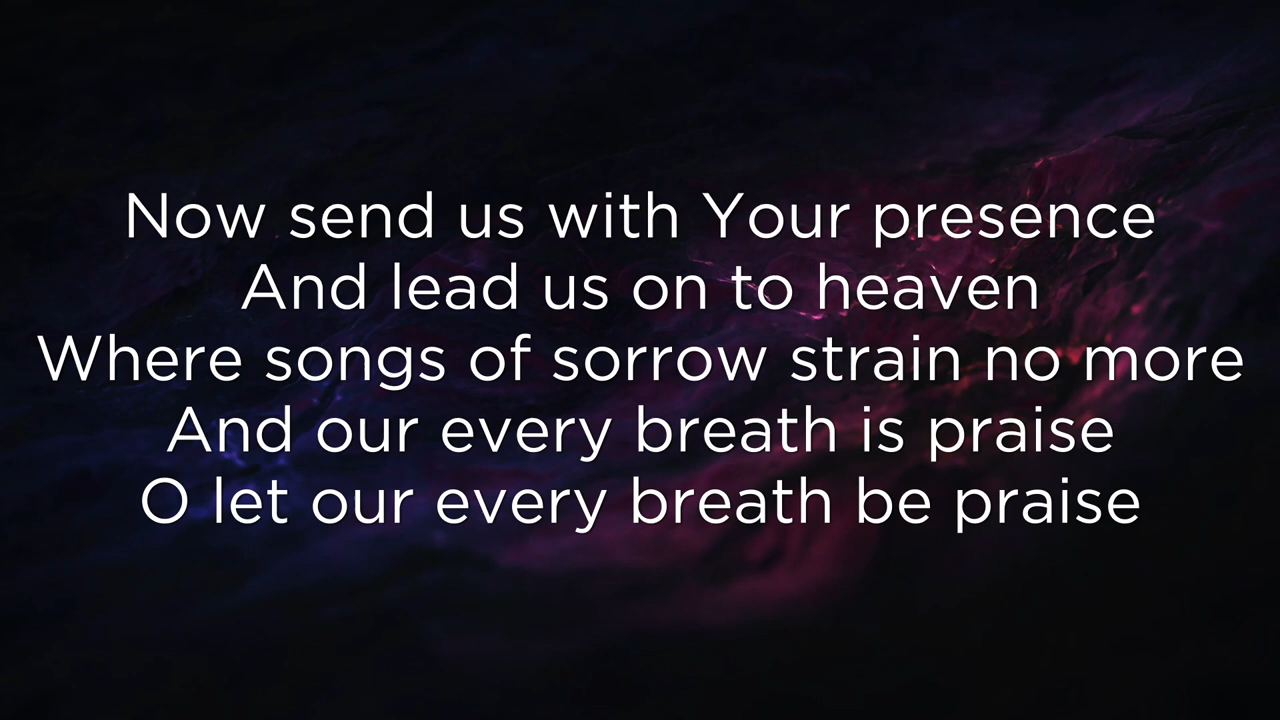 Now send us with Your presence
And lead us on to heaven
Where songs of sorrow strain no more
And our every breath is praise
O let our every breath be praise